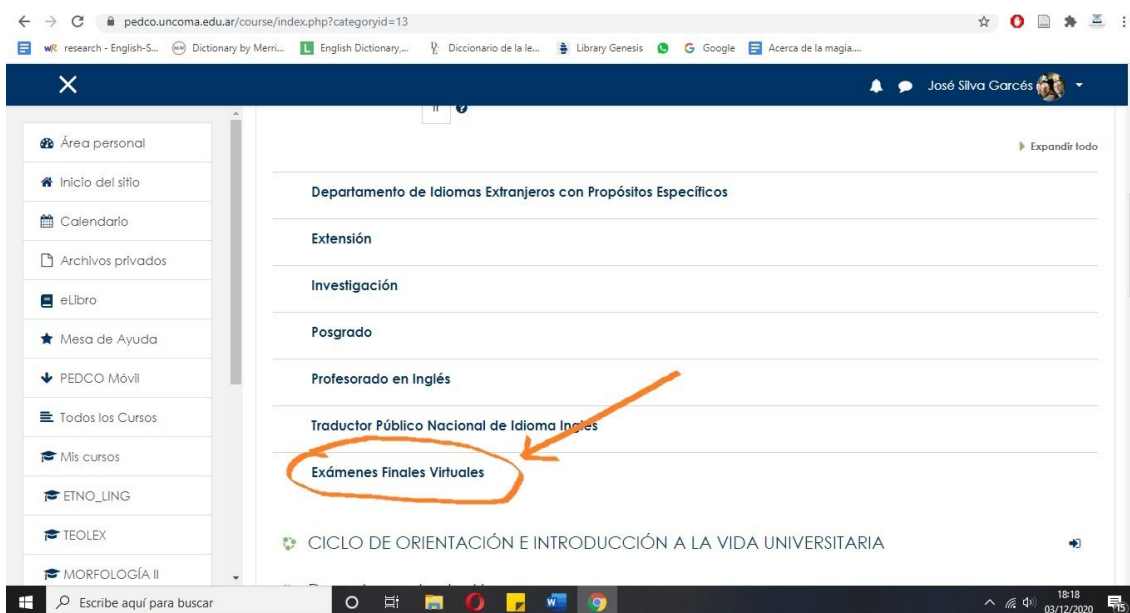 pedco.uncoma.edu.ar/course/index.php?categoryid=13
wR research - English-S... Dictionary by Merri... English Dictionary,... Diccionario de la le... Library Genesis Google Acerca de la magia....
José Silva Garcés
Expandir todo
Área personal
Inicio del sitio
Calendario
Archivos privados
eLibro
Mesa de Ayuda
PEDCO Móvil
Todos los Cursos
Mis cursos
ETNO_LING
TEOLEX
MORFOLOGÍA II
Departamento de Idiomas Extranjeros con Propósitos Específicos
Extensión
Investigación
Posgrado
Profesorado en Inglés
Traductor Público Nacional de Idioma Inglés
Exámenes Finales Virtuales
CICLO DE ORIENTACIÓN E INTRODUCCIÓN A LA VIDA UNIVERSITARIA
Escribe aquí para buscar
18:18
03/12/2020
15